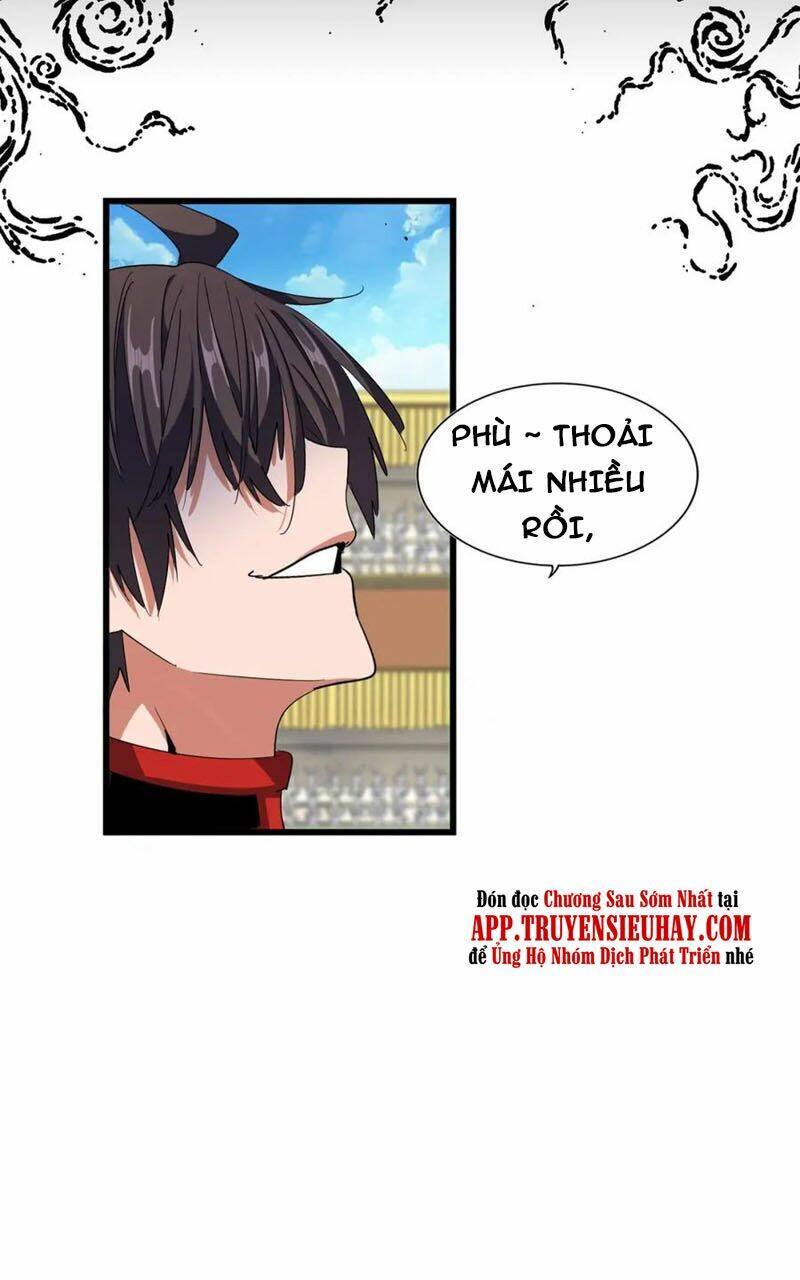 PHÙ ~ THOẢI
MÁI NHIỀU
RỒI,
Đón đọc Chương Sau Sớm Nhất tại
APP.TRUYENSIEUHAY.COM
để Ủng Hộ Nhóm Dịch Phát Triển nhé